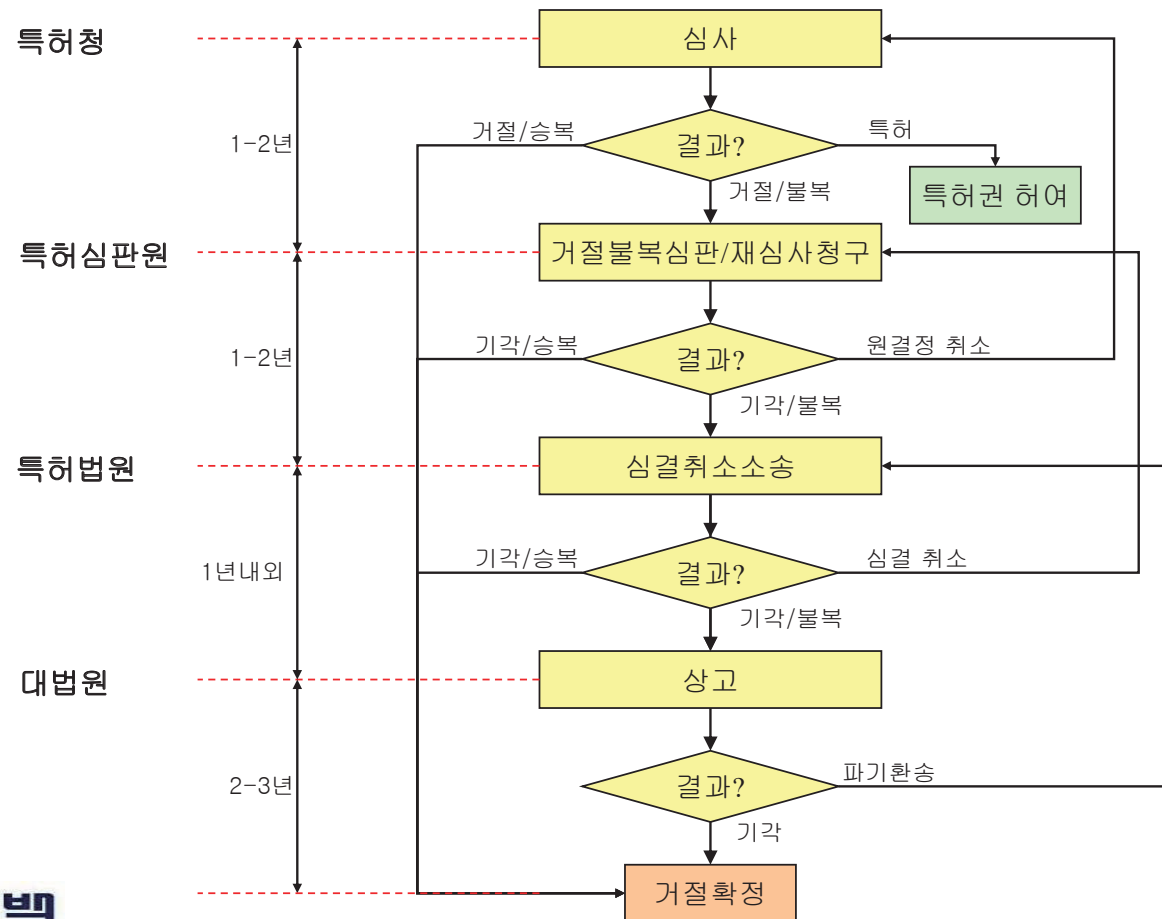 특허청
심사
1-2년
거절/승복
결과?
특허
특허권 허여
거절/불복
특허심판원
거절불복심판/재심사청구
1-2년
기각/승복
결과?
원결정 취소
기각/불복
특허법원
심결취소소송
1년내외
기각/승복
결과?
심결 취소
기각/불복
대법원
상고
2-3년
결과?
파기환송
기각
거절확정